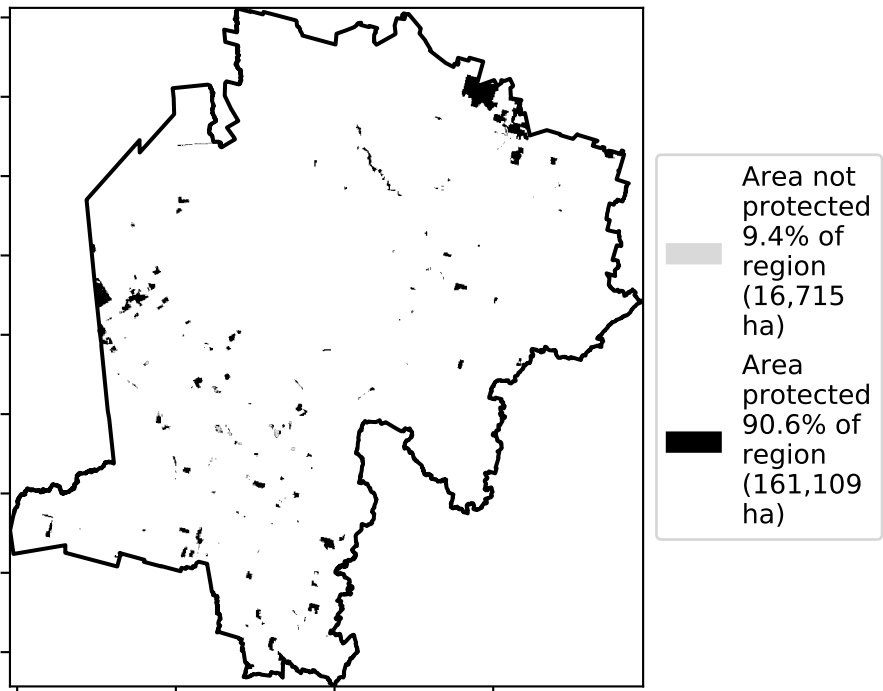 Area not
protected
9.4% of
region
(16,715
ha)
Area
protected
90.6% of
region
(161,109
ha)